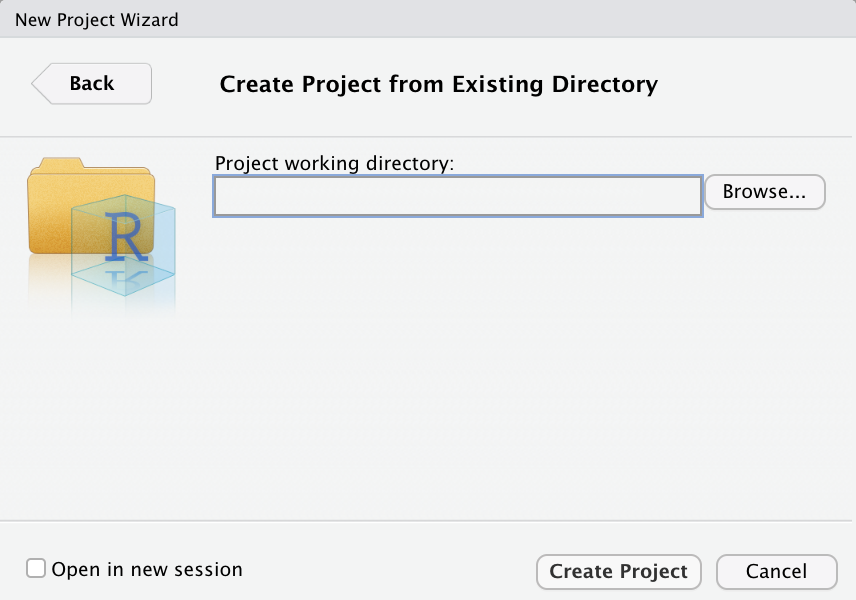 New Project Wizard
Back
Create Project from Existing Directory
Project working directory:
Browse...
R
Open in new session
Create Project
Cancel